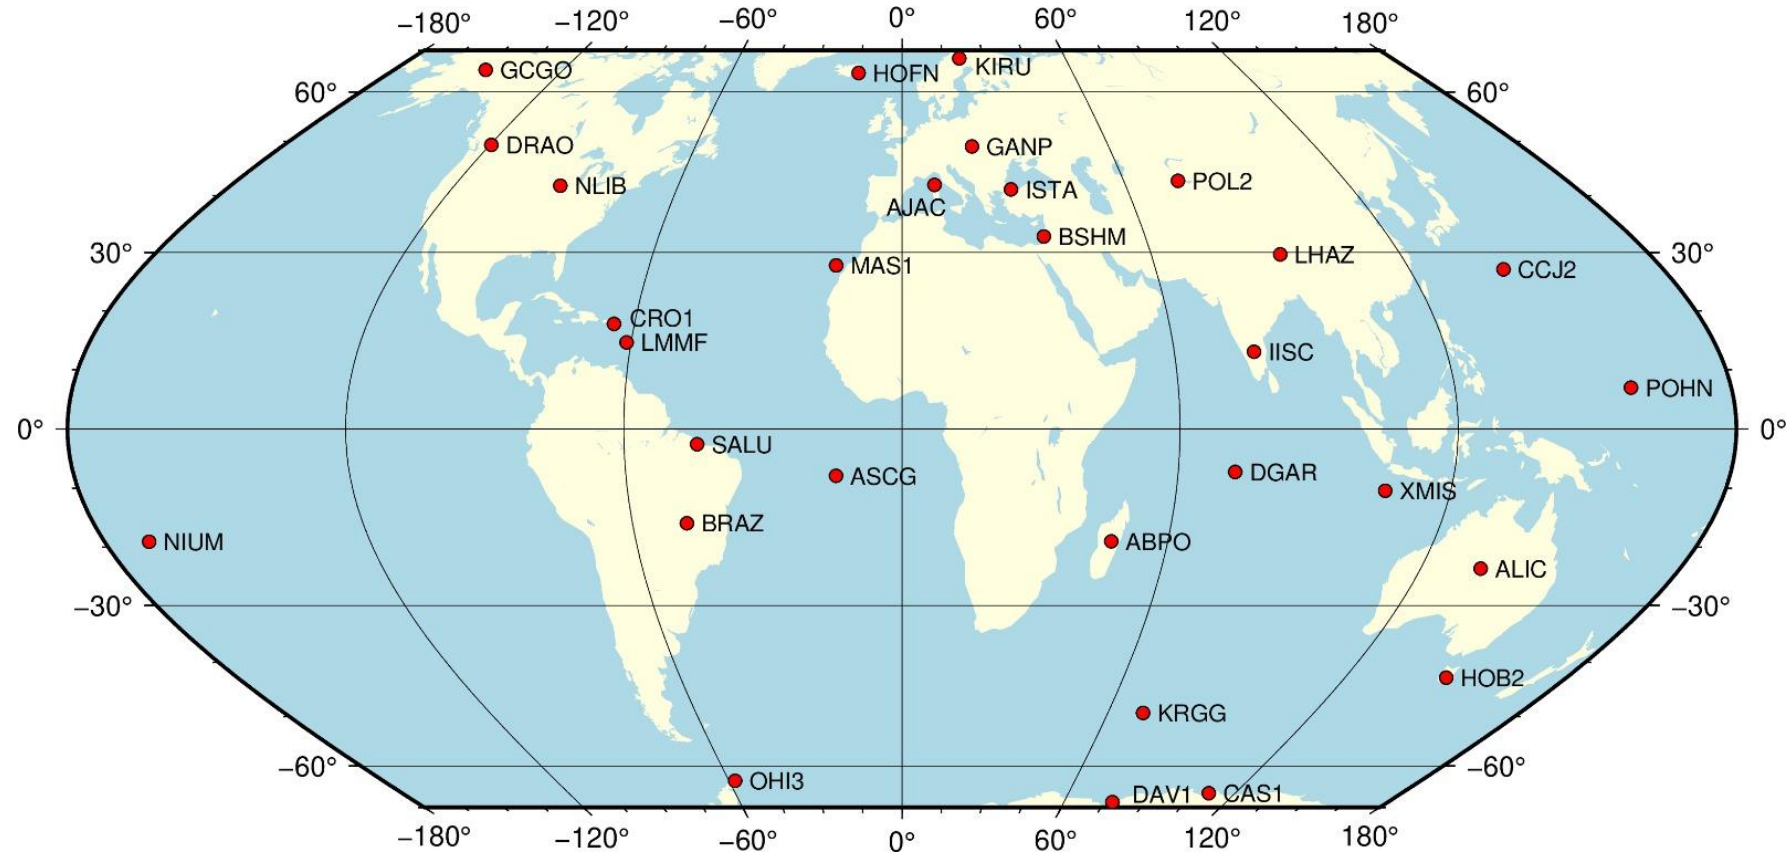 −180° −120° −60° 0° 60° 120° 180°
GCGO HOFN KIRU
60° 60°
DRAO GANP
NLIB AJAC ISTA POL2
BSHM
30° MAS1 LHAZ 30°
CCJ2
CRO1
LMMF IISC
POHN
0° 0°
SALU
ASCG DGAR
XMIS
BRAZ
NIUM ABPO
ALIC
−30° −30°
HOB2
KRGG
−60° −60°
OHI3 DAV1 CAS1
−180° −120° −60° 0° 60° 120° 180°